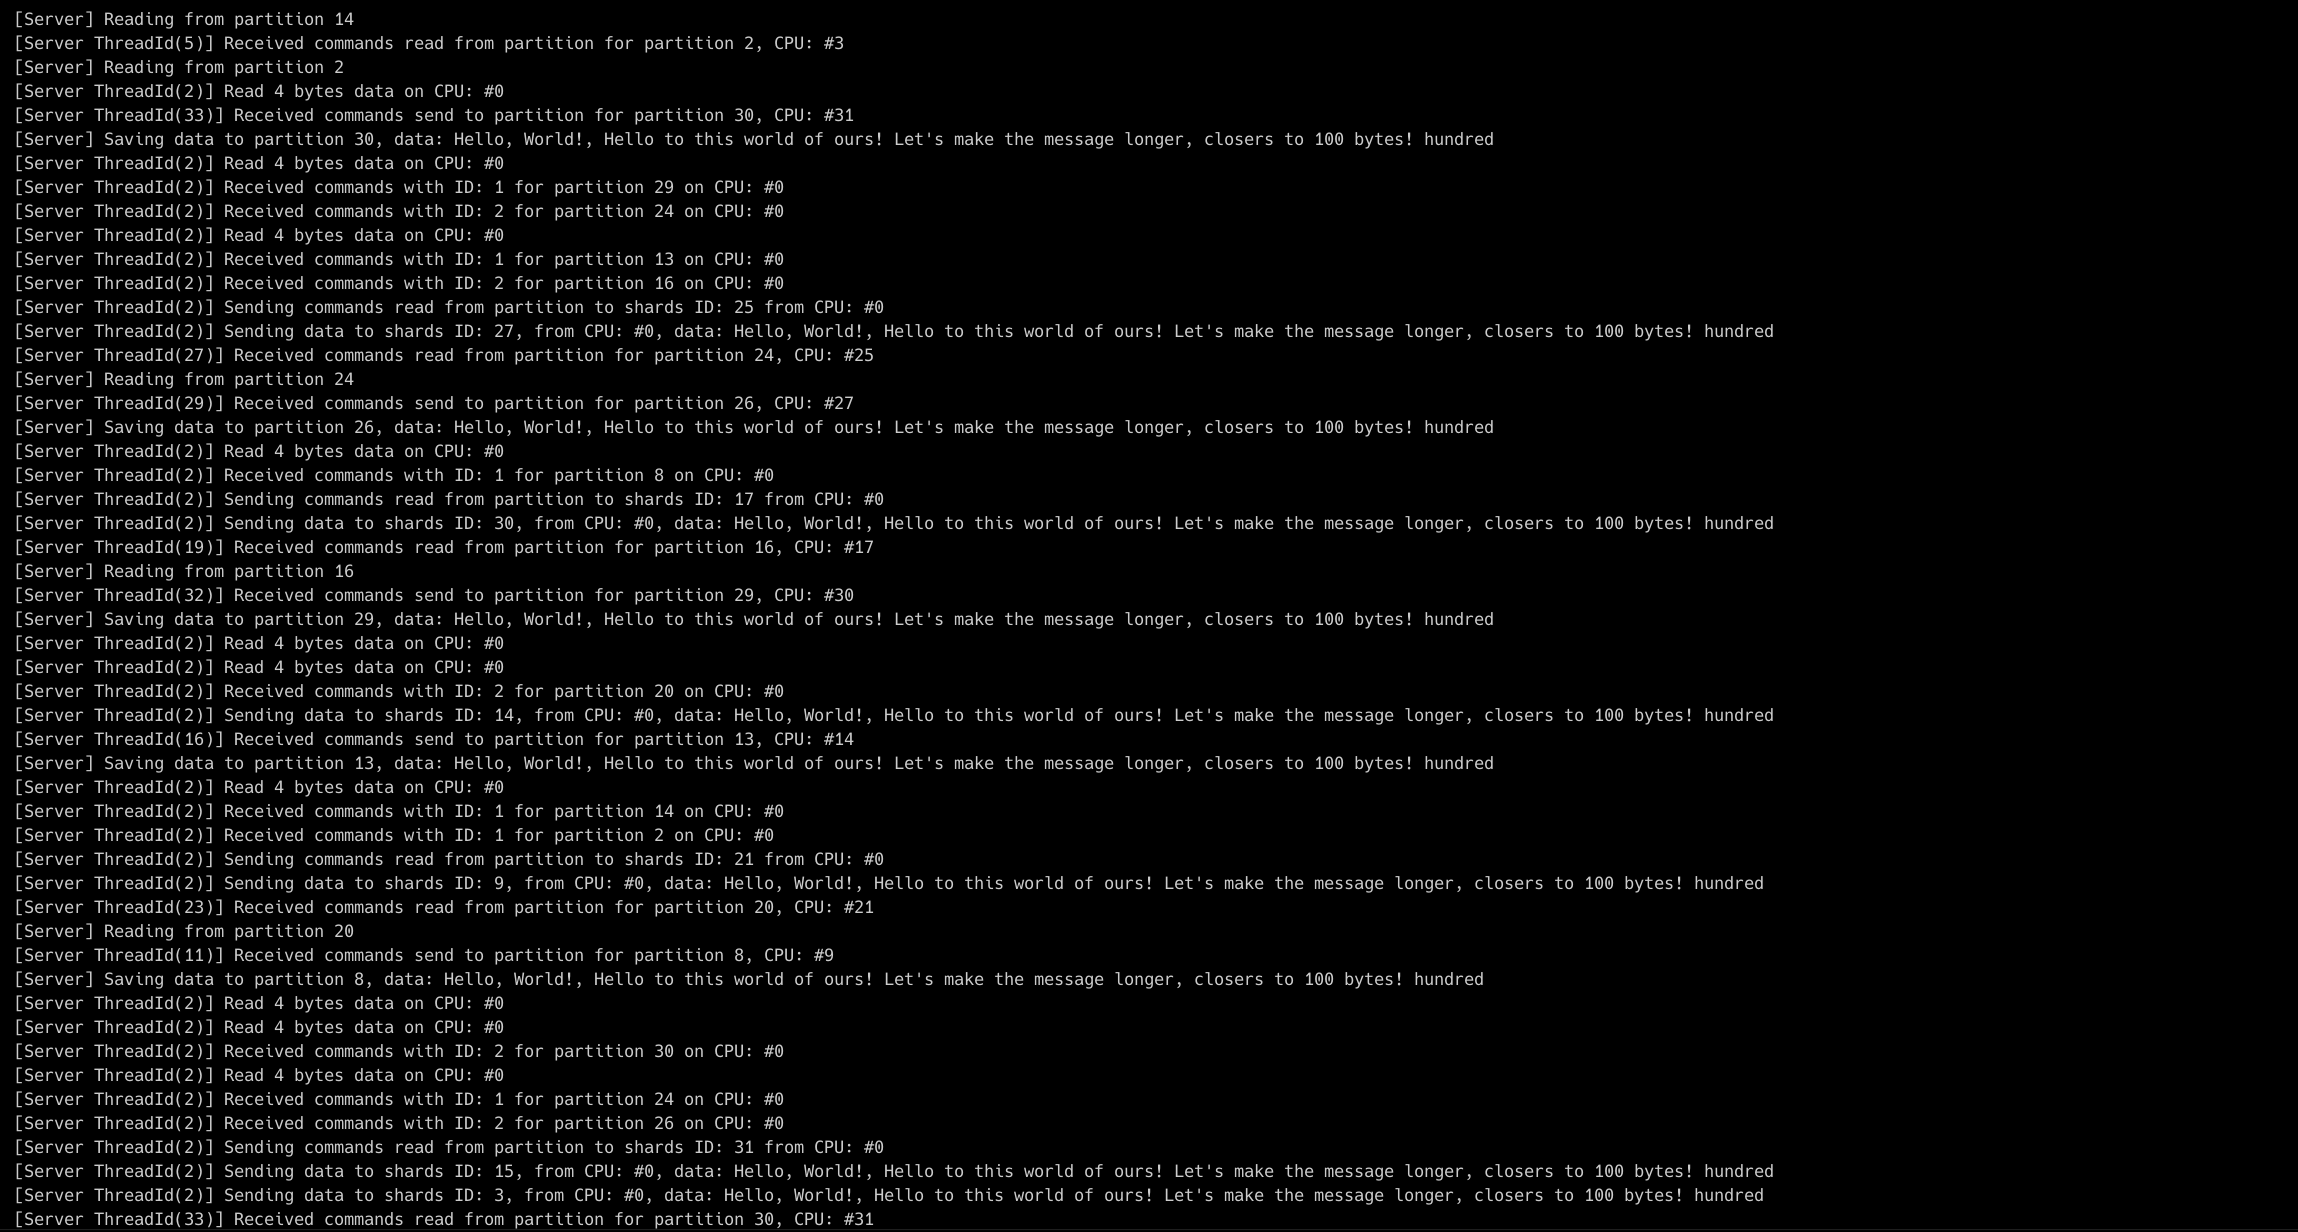 [Server] Reading from partition 14
[Server ThreadId(5)] Received commands read from partition for partition 2, CPU: #3
[Server] Reading from partition 2
[Server ThreadId(2)] Read 4 bytes data on CPU: #0
[Server ThreadId(33)] Received commands send to partition for partition 30, CPU: #31
[Server] Saving data to partition 30, data: Hello, World!, Hello to this world of ours! Let's make the message longer, closers to 100 bytes! hundred
[Server ThreadId(2)] Read 4 bytes data on CPU: #0
[Server ThreadId(2)] Received commands with ID: 1 for partition 29 on CPU: #0
[Server ThreadId(2)] Received commands with ID: 2 for partition 24 on CPU: #0
[Server ThreadId(2)] Read 4 bytes data on CPU: #0
[Server ThreadId(2)] Received commands with ID: 1 for partition 13 on CPU: #0
[Server ThreadId(2)] Received commands with ID: 2 for partition 16 on CPU: #0
[Server ThreadId(2)] Sending commands read from partition to shards ID: 25 from CPU: #0
[Server ThreadId(2)] Sending data to shards ID: 27, from CPU: #0, data: Hello, World!, Hello to this world of ours! Let's make the message longer, closers to 100 bytes! hundred
[Server ThreadId(27)] Received commands read from partition for partition 24, CPU: #25
[Server] Reading from partition 24
[Server ThreadId(29)] Received commands send to partition for partition 26, CPU: #27
[Server] Saving data to partition 26, data: Hello, World!, Hello to this world of ours! Let's make the message longer, closers to 100 bytes! hundred
[Server ThreadId(2)] Read 4 bytes data on CPU: #0
[Server ThreadId(2)] Received commands with ID: 1 for partition 8 on CPU: #0
[Server ThreadId(2)] Sending commands read from partition to shards ID: 17 from CPU: #0
[Server ThreadId(2)] Sending data to shards ID: 30, from CPU: #0, data: Hello, World!, Hello to this world of ours! Let's make the message longer, closers to 100 bytes! hundred
[Server ThreadId(19)] Received commands read from partition for partition 16, CPU: #17
[Server] Reading from partition 16
[Server ThreadId(32)] Received commands send to partition for partition 29, CPU: #30
[Server] Saving data to partition 29, data: Hello, World!, Hello to this world of ours! Let's make the message longer, closers to 100 bytes! hundred
[Server ThreadId(2)] Read 4 bytes data on CPU: #0
[Server ThreadId(2)] Read 4 bytes data on CPU: #0
[Server ThreadId(2)] Received commands with ID: 2 for partition 20 on CPU: #0
[Server ThreadId(2)] Sending data to shards ID: 14, from CPU: #0, data: Hello, World!, Hello to this world of ours! Let's make the message longer, closers to 100 bytes! hundred
[Server ThreadId(16)] Received commands send to partition for partition 13, CPU: #14
[Server] Saving data to partition 13, data: Hello, World!, Hello to this world of ours! Let's make the message longer, closers to 100 bytes! hundred
[Server ThreadId(2)] Read 4 bytes data on CPU: #0
[Server ThreadId(2)] Received commands with ID: 1 for partition 14 on CPU: #0
[Server ThreadId(2)] Received commands with ID: 1 for partition 2 on CPU: #0
[Server ThreadId(2)] Sending commands read from partition to shards ID: 21 from CPU: #0
[Server ThreadId(2)] Sending data to shards ID: 9, from CPU: #0, data: Hello, World!, Hello to this world of ours! Let's make the message longer, closers to 100 bytes! hundred
[Server ThreadId(23)] Received commands read from partition for partition 20, CPU: #21
[Server] Reading from partition 20
[Server ThreadId(11)] Received commands send to partition for partition 8, CPU: #9
[Server] Saving data to partition 8, data: Hello, World!, Hello to this world of ours! Let's make the message longer, closers to 100 bytes! hundred
[Server ThreadId(2)] Read 4 bytes data on CPU: #0
[Server ThreadId(2)] Read 4 bytes data on CPU: #0
[Server ThreadId(2)] Received commands with ID: 2 for partition 30 on CPU: #0
[Server ThreadId(2)] Read 4 bytes data on CPU: #0
[Server ThreadId(2)] Received commands with ID: 1 for partition 24 on CPU: #0
[Server ThreadId(2)] Received commands with ID: 2 for partition 26 on CPU: #0
[Server ThreadId(2)] Sending commands read from partition to shards ID: 31 from CPU: #0
[Server ThreadId(2)] Sending data to shards ID: 15, from CPU: #0, data: Hello, World!, Hello to this world of ours! Let's make the message longer, closers to 100 bytes! hundred
[Server ThreadId(2)] Sending data to shards ID: 3, from CPU: #0, data: Hello, World!, Hello to this world of ours! Let's make the message longer, closers to 100 bytes! hundred
[Server ThreadId(33)] Received commands read from partition for partition 30, CPU: #31